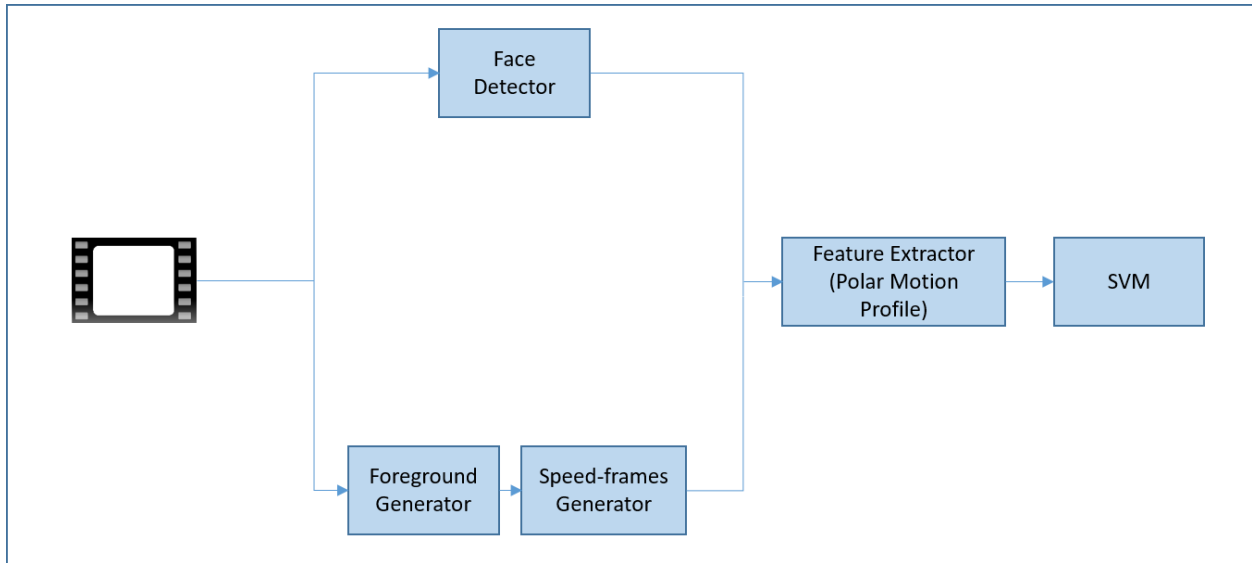 Face
Detector
Feature Extractor
(Polar Motion
Profile)
SVM
Foreground
Generator
Speed-frames
Generator